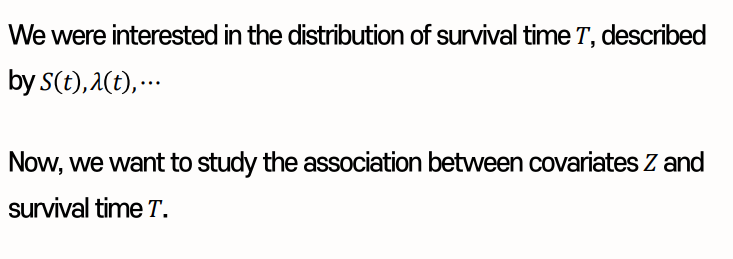 We were interested in the distribution of survival time T, described
by S(t), λ(t), ⋯
Now, we want to study the association between covariates Z and
survival time T.